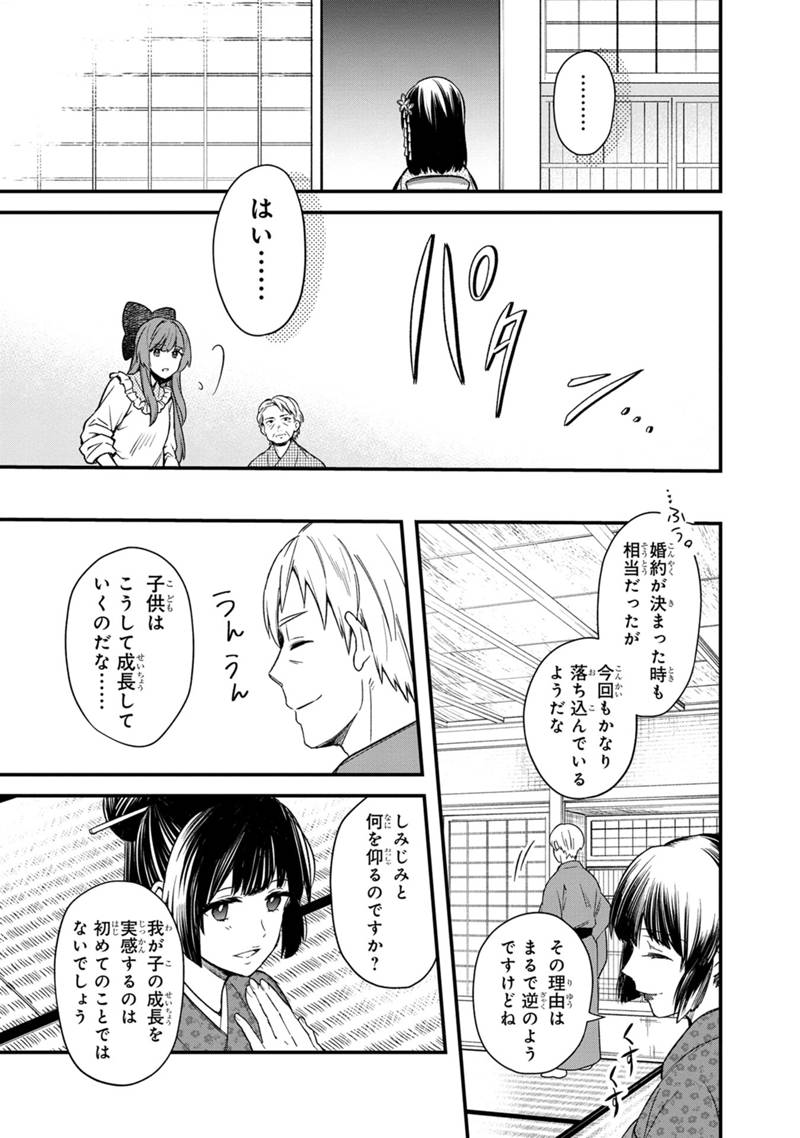 ………
はい……
パタン…
…ふぅ。
婚約が決まった時も
相当だったが
今回もかなり
落ち込んでいる
ようだな
その理由は
まるで逆のよう
ですけどね
くすくす
うんうん
子供は
こうして成長して
いくのだな……
しみじみと
何を仰るのですか？
我が子の成長を
実感するのは
初めてのことでは
ないでしょう